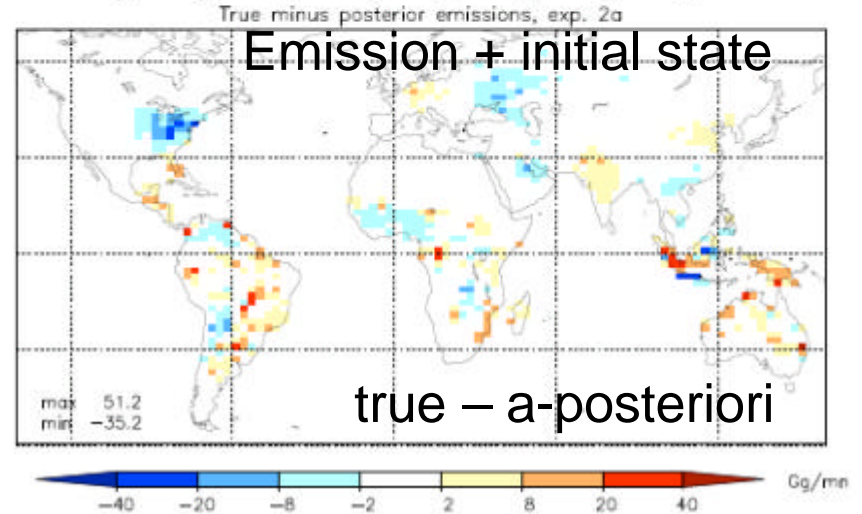 True minus posterior emissions, exp. 2a
Emission + initial state
max 51.2
min −35.2
true – a-posteriori
−40 −20 −8 −2 2 8 20 40 Gg/mn